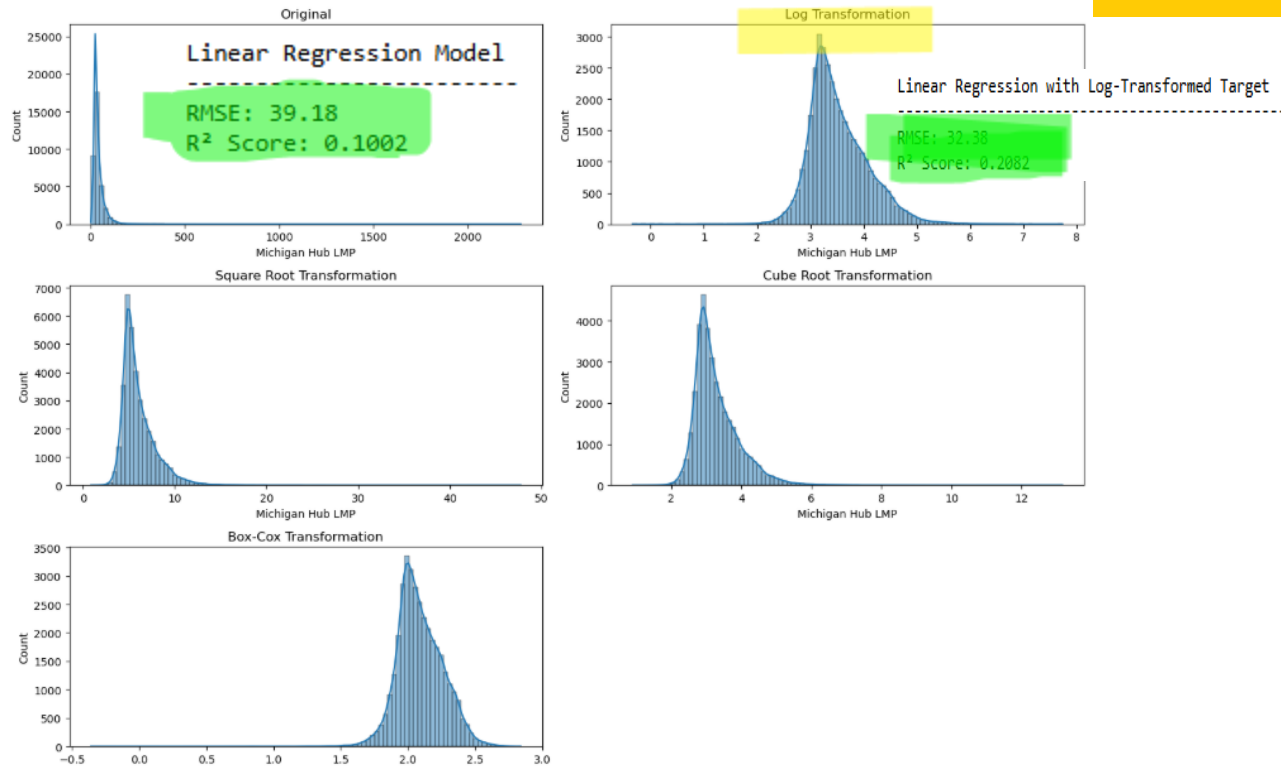 Original
Linear Regression Model
--------------------------------
RMSE: 39.18
R² Score: 0.1002
25000
20000
15000
10000
5000
0
Count
0 500 1000 1500 2000
Michigan Hub LMP
Log Transformation
Linear Regression with Log-Transformed Target
RMSE: 32.38
R² Score: 0.2082
3000
2500
2000
1500
1000
500
0
Count
0 1 2 3 4 5 6 7 8
Michigan Hub LMP
Square Root Transformation
7000
6000
5000
4000
3000
2000
1000
0
Count
0 10 20 30 40 50
Michigan Hub LMP
Cube Root Transformation
4000
3000
2000
1000
0
Count
2 4 6 8 10 12
Michigan Hub LMP
Box-Cox Transformation
3500
3000
2500
2000
1500
1000
500
0
Count
−0.5 0.0 0.5 1.0 1.5 2.0 2.5 3.0